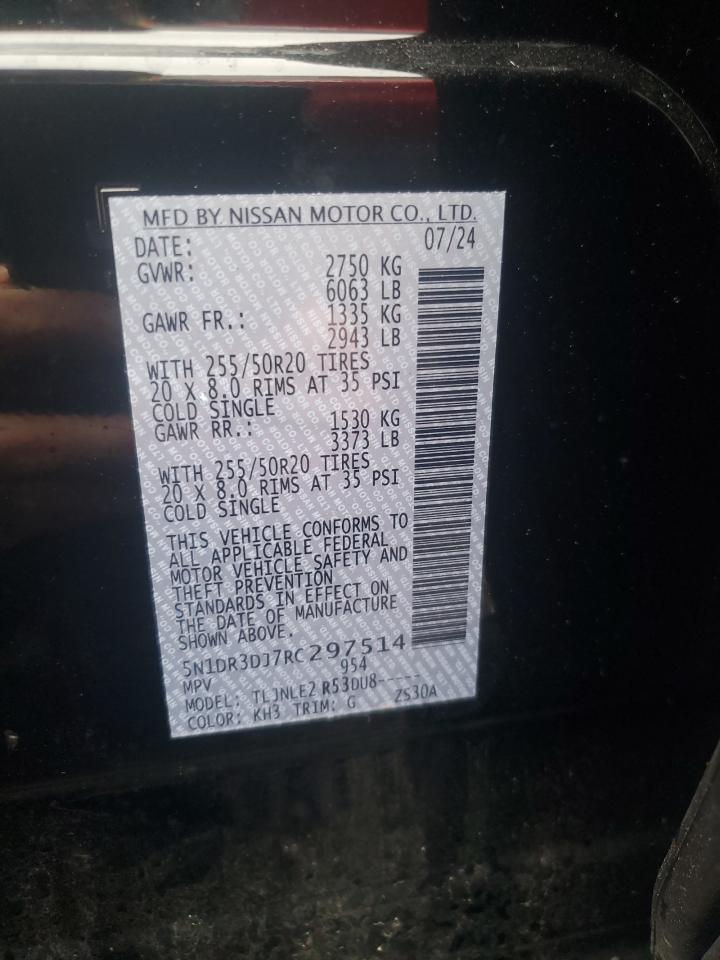 MFD BY NISSAN MOTOR CO., LTD.
DATE: 07/24
GVWR: 2750 KG
6063 LB
GAWR FR.: 1335 KG
2943 LB
WITH 255/50R20 TIRES
20 X 8.0 RIMS AT 35 PSI
COLD SINGLE
GAWR RR.: 1530 KG
3373 LB
WITH 255/50R20 TIRES
20 X 8.0 RIMS AT 35 PSI
COLD SINGLE
THIS VEHICLE CONFORMS TO
ALL APPLICABLE FEDERAL
MOTOR VEHICLE SAFETY AND
THEFT PREVENTION
STANDARDS IN EFFECT ON
THE DATE OF MANUFACTURE
SHOWN ABOVE.
5N1DR3DJ7RC297514
MPV 954
MODEL: TLJNLE2 R53DU8-----
COLOR: KH3 TRIM: G ZS30A